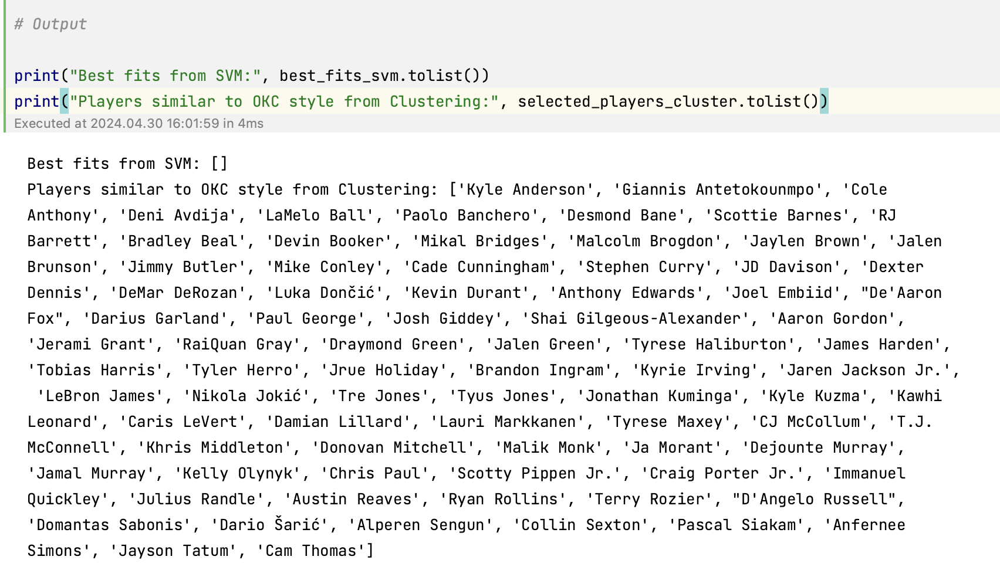 # Output
print("Best fits from SVM:", best_fits_svm.tolist())
print("Players similar to OKC style from Clustering:", selected_players_cluster.tolist())
Executed at 2024.04.30 16:01:59 in 4ms
Best fits from SVM: []
Players similar to OKC style from Clustering: ['Kyle Anderson', 'Giannis Antetokounmpo', 'Cole
Anthony', 'Deni Avdija', 'LaMelo Ball', 'Paolo Banchero', 'Desmond Bane', 'Scottie Barnes', 'RJ
Barrett', 'Bradley Beal', 'Devin Booker', 'Mikal Bridges', 'Malcolm Brogdon', 'Jaylen Brown', 'Jalen
Brunson', 'Jimmy Butler', 'Mike Conley', 'Cade Cunningham', 'Stephen Curry', 'JD Davison', 'Dexter
Dennis', 'DeMar DeRozan', 'Luka Dončić', 'Kevin Durant', 'Anthony Edwards', 'Joel Embiid', "De'Aaron
Fox", 'Darius Garland', 'Paul George', 'Josh Giddey', 'Shai Gilgeous-Alexander', 'Aaron Gordon',
'Jerami Grant', 'RaiQuan Gray', 'Draymond Green', 'Jalen Green', 'Tyrese Haliburton', 'James Harden',
'Tobias Harris', 'Tyler Herro', 'Jrue Holiday', 'Brandon Ingram', 'Kyrie Irving', 'Jaren Jackson Jr.',
'LeBron James', 'Nikola Jokić', 'Tre Jones', 'Tyus Jones', 'Jonathan Kuminga', 'Kyle Kuzma', 'Kawhi
Leonard', 'Caris LeVert', 'Damian Lillard', 'Lauri Markkanen', 'Tyrese Maxey', 'CJ McCollum', 'T.J.
McConnell', 'Khris Middleton', 'Donovan Mitchell', 'Malik Monk', 'Ja Morant', 'Dejounte Murray',
'Jamal Murray', 'Kelly Olynyk', 'Chris Paul', 'Scotty Pippen Jr.', 'Craig Porter Jr.', 'Immanuel
Quickley', 'Julius Randle', 'Austin Reaves', 'Ryan Rollins', 'Terry Rozier', "D'Angelo Russell",
'Domantas Sabonis', 'Dario Šarić', 'Alperen Sengun', 'Collin Sexton', 'Pascal Siakam', 'Anfernee
Simons', 'Jayson Tatum', 'Cam Thomas']